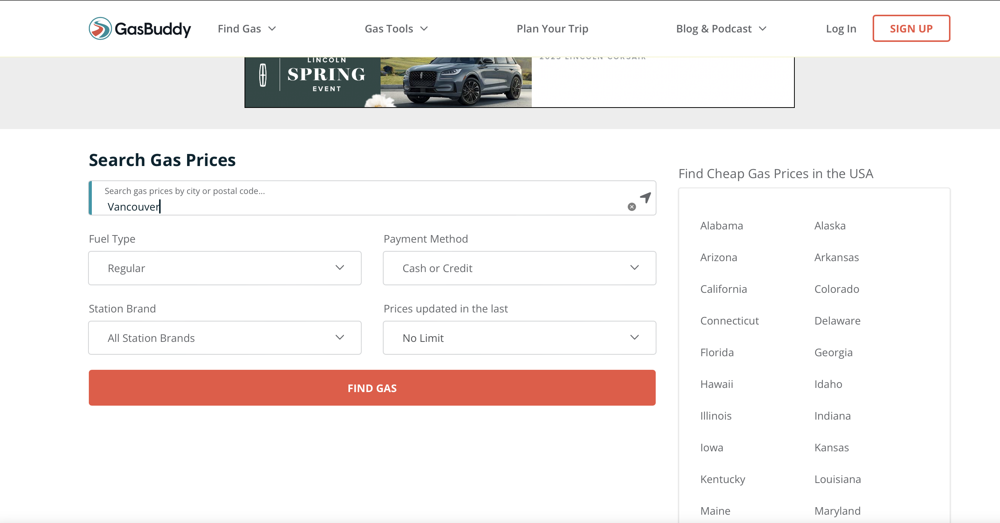 GasBuddy
Find Gas
Gas Tools
Plan Your Trip
Blog & Podcast
Log In
SIGN UP
LINCOLN
SPRING
EVENT
2025 LINCOLN CORSAIR
Search Gas Prices
Search gas prices by city or postal code...
Vancouver
Fuel Type
Payment Method
Regular
Cash or Credit
Station Brand
Prices updated in the last
All Station Brands
No Limit
FIND GAS
Find Cheap Gas Prices in the USA
Alabama
Alaska
Arizona
Arkansas
California
Colorado
Connecticut
Delaware
Florida
Georgia
Hawaii
Idaho
Illinois
Indiana
Iowa
Kansas
Kentucky
Louisiana
Maine
Maryland